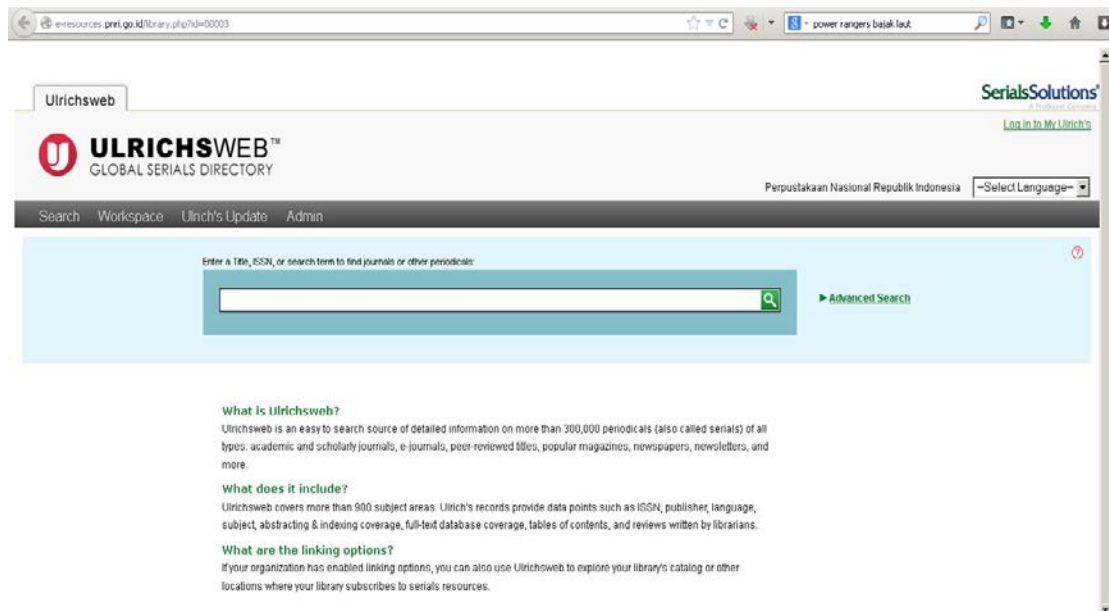 e-resources.pnri.go.id/library.php?id=00003
power rangers bajak laut
Ulrichsweb
SerialsSolutions®
A ProQuest Company
Log in to My Ulrich's
ULRICHSWEB™
GLOBAL SERIALS DIRECTORY
Perpustakaan Nasional Republik Indonesia
--Select Language--
Search Workspace Ulrich's Update Admin
Enter a Title, ISSN, or search term to find journals or other periodicals:
Advanced Search
What is Ulrichsweb?
Ulrichsweb is an easy to search source of detailed information on more than 300,000 periodicals (also called serials) of all
types: academic and scholarly journals, e-journals, peer-reviewed titles, popular magazines, newspapers, newsletters, and
more.
What does it include?
Ulrichsweb covers more than 900 subject areas. Ulrich's records provide data points such as ISSN, publisher, language,
subject, abstracting & indexing coverage, full-text database coverage, tables of contents, and reviews written by librarians.
What are the linking options?
If your organization has enabled linking options, you can also use Ulrichsweb to explore your library's catalog or other
locations where your library subscribes to serials resources.